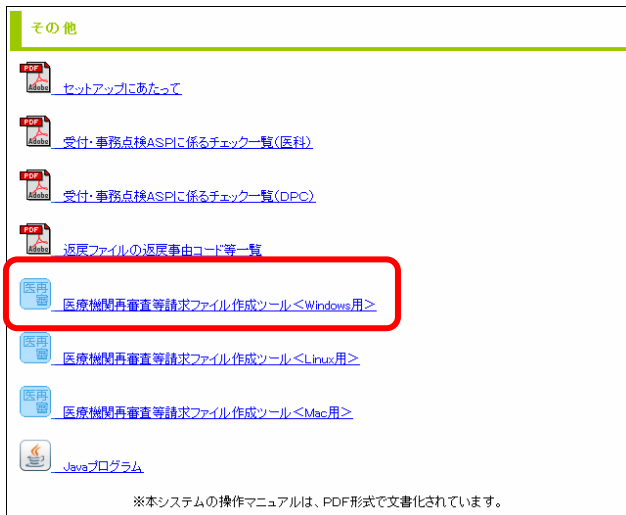 その他
PDF
Adobe
セットアップにあたって
PDF
Adobe
受付・事務点検ASPに係るチェック一覧(医科)
PDF
Adobe
受付・事務点検ASPに係るチェック一覧(DPC)
PDF
Adobe
返戻ファイルの返戻事由コード等一覧
医再
審
医療機関再審査等請求ファイル作成ツール<Windows用>
医再
審
医療機関再審査等請求ファイル作成ツール<Linux用>
医再
審
医療機関再審査等請求ファイル作成ツール<Mac用>
Javaプログラム
※本システムの操作マニュアルは、PDF形式で文書化されています。